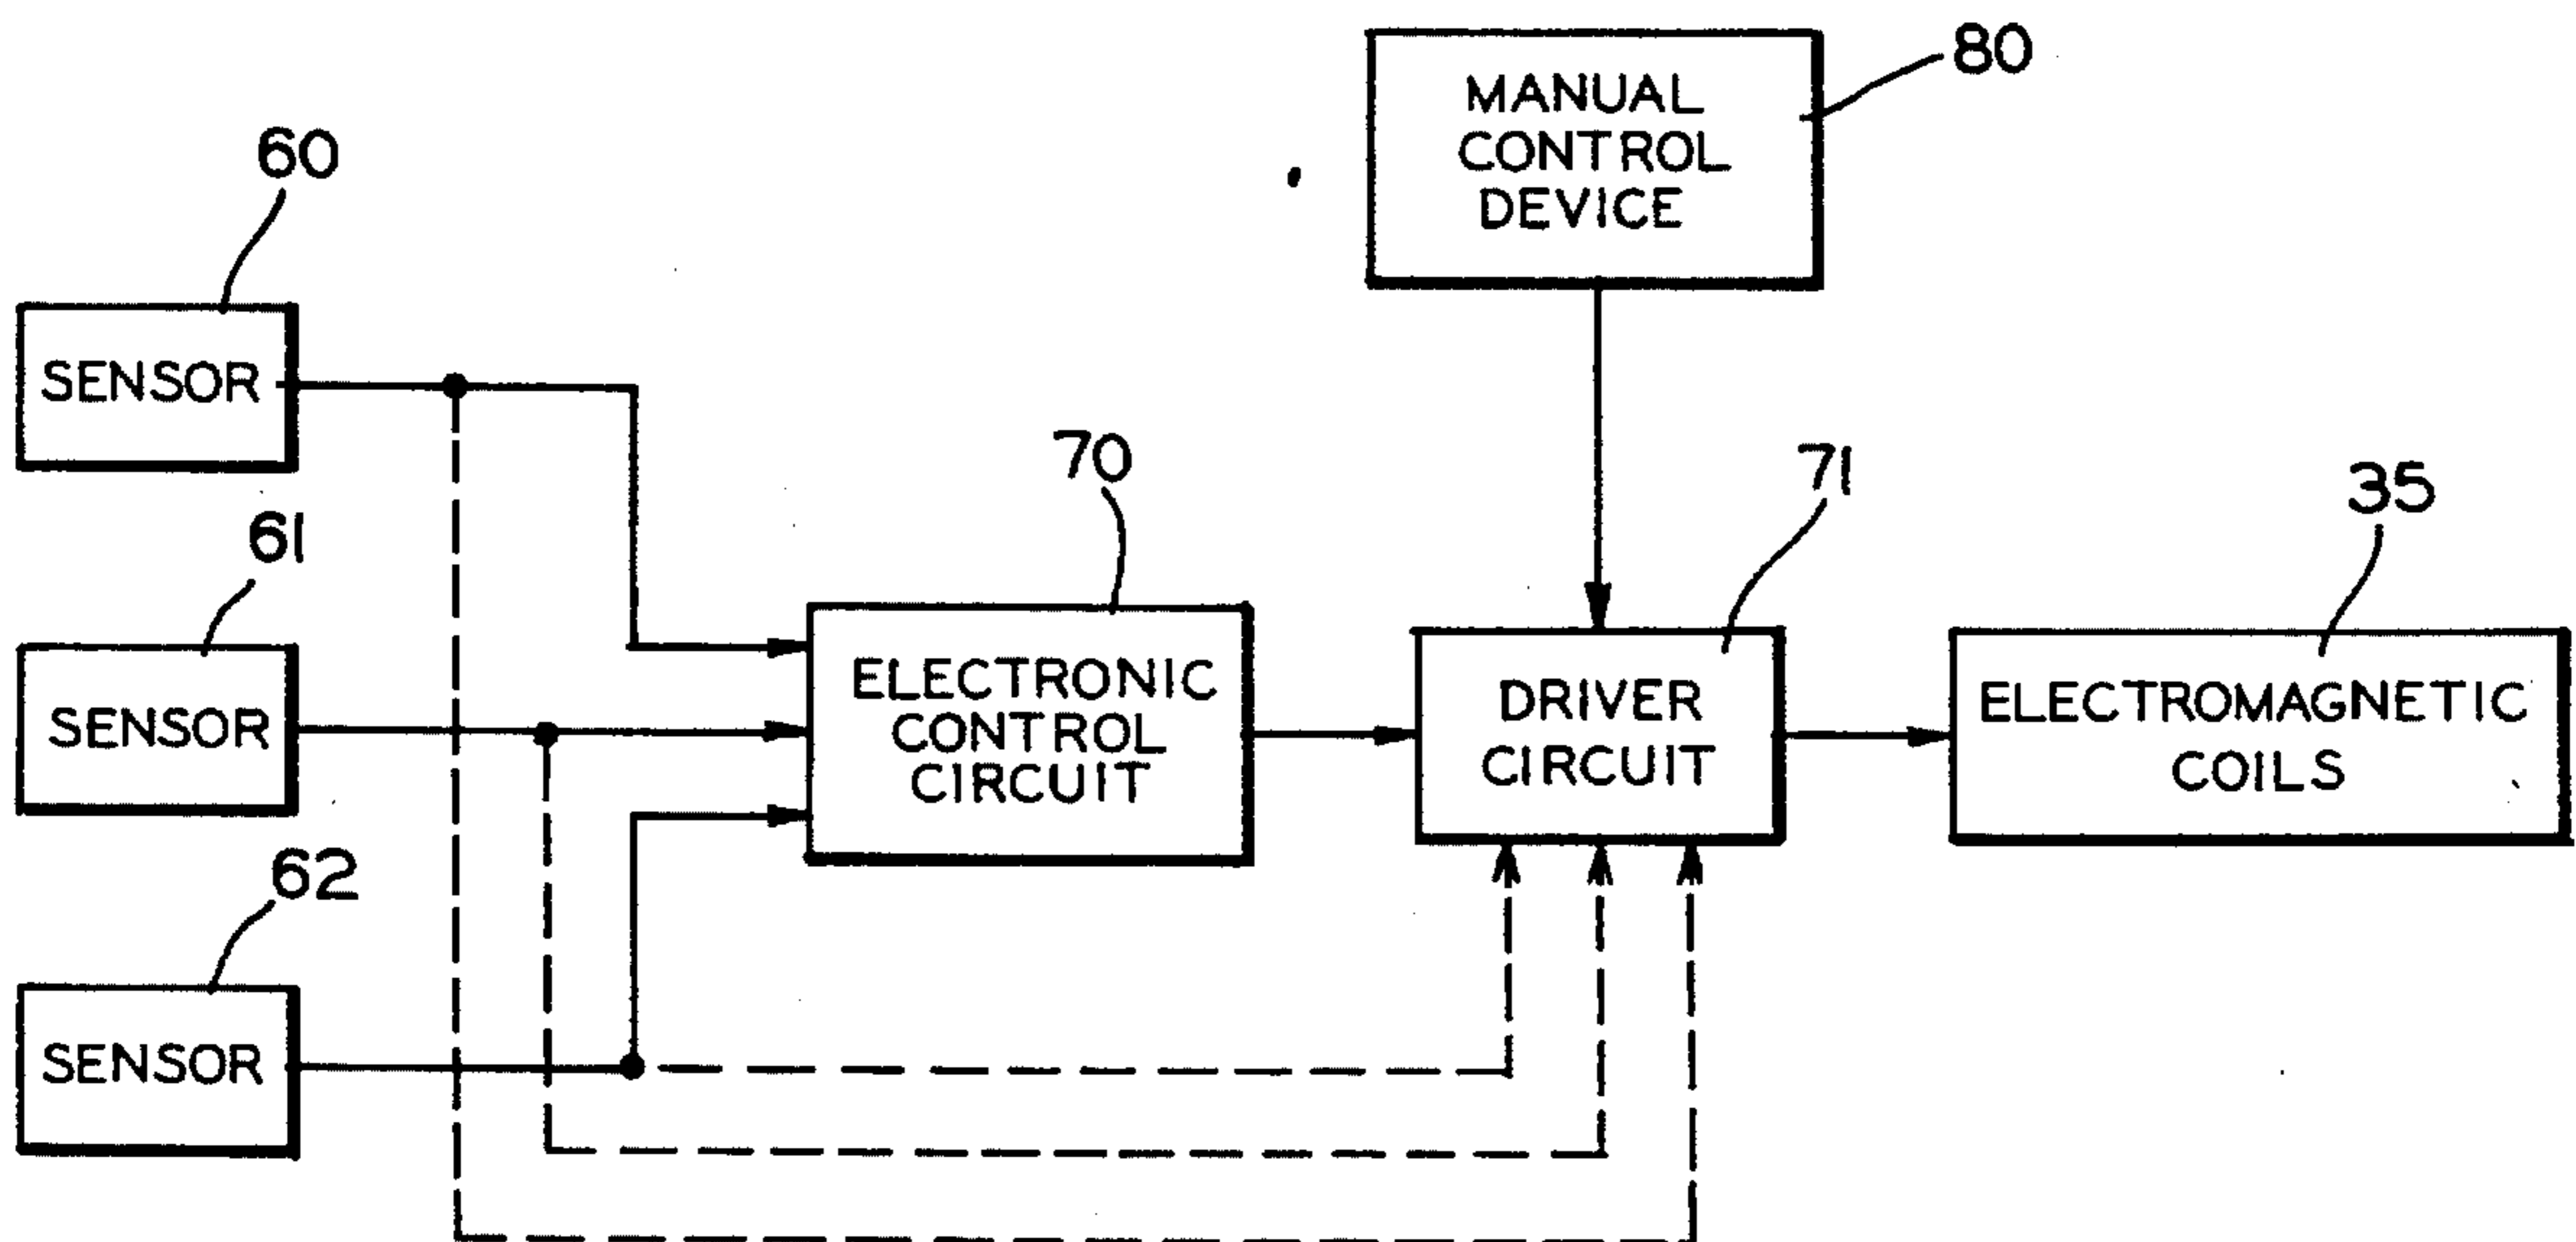 80
MANUAL
CONTROL
DEVICE
60
SENSOR
70
71
35
61
SENSOR
ELECTRONIC
CONTROL
CIRCUIT
DRIVER
CIRCUIT
ELECTROMAGNETIC
COILS
62
SENSOR